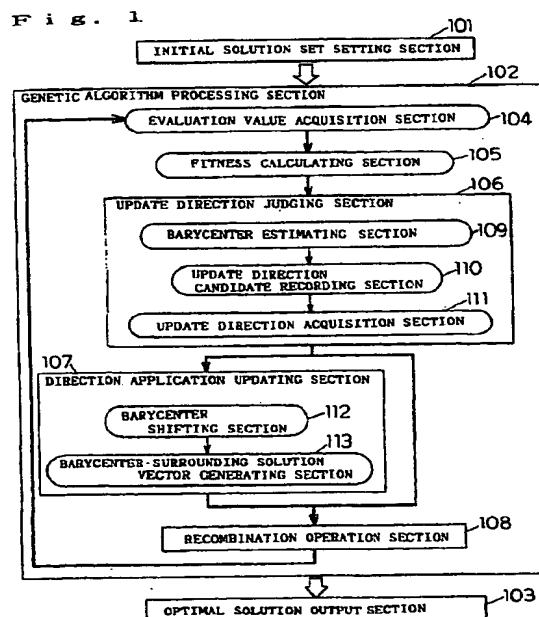 Fig. 1
101
INITIAL SOLUTION SET SETTING SECTION
102
GENETIC ALGORITHM PROCESSING SECTION
EVALUATION VALUE ACQUISITION SECTION
104
105
FITNESS CALCULATING SECTION
106
UPDATE DIRECTION JUDGING SECTION
BARYCENTER ESTIMATING SECTION
109
UPDATE DIRECTION
CANDIDATE RECORDING SECTION
110
111
UPDATE DIRECTION ACQUISITION SECTION
107
DIRECTION APPLICATION UPDATING SECTION
BARYCENTER
SHIFTING SECTION
112
113
BARYCENTER-SURROUNDING SOLUTION
VECTOR GENERATING SECTION
RECOMBINATION OPERATION SECTION
108
OPTIMAL SOLUTION OUTPUT SECTION
103